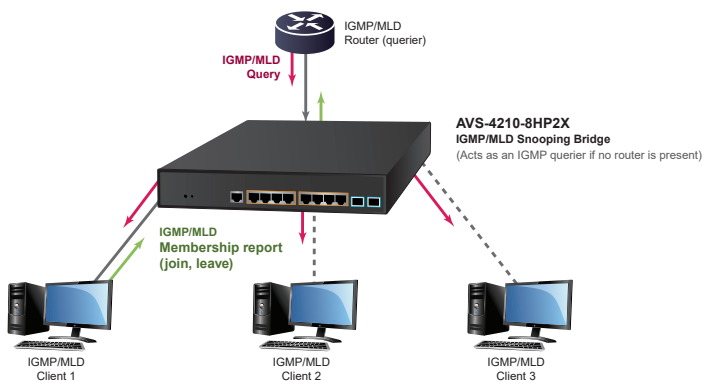 IGMP/MLD
Router (querier)
IGMP/MLD
Query
AVS-4210-8HP2X
IGMP/MLD Snooping Bridge
(Acts as an IGMP querier if no router is present)
IGMP/MLD
Membership report
(join, leave)
IGMP/MLD
Client 1
IGMP/MLD
Client 2
IGMP/MLD
Client 3